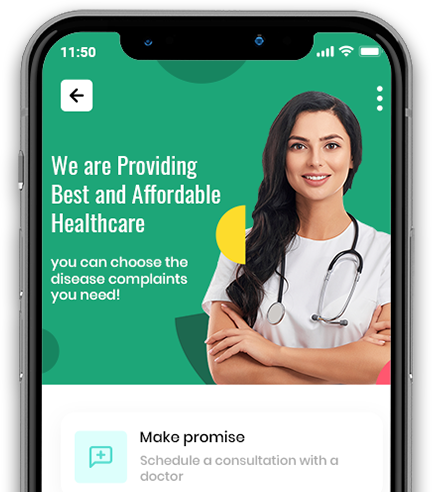 11:50
We are Providing
Best and Affordable
Healthcare
you can choose the
disease complaints
you need!
Make promise
Schedule a consultation with a
doctor